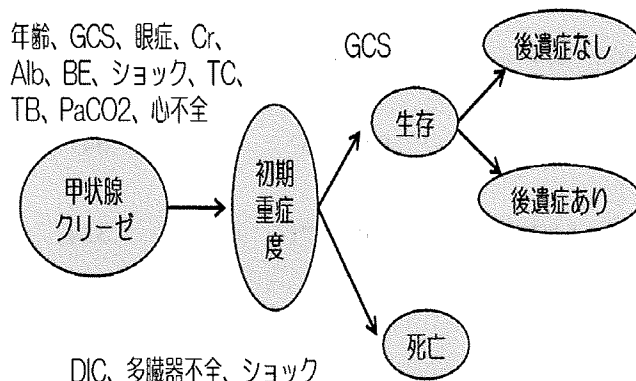 年齢、GCS、眼症、Cr、
Alb、BE、ショック、TC、
TB、PaCO2、心不全
GCS
後遺症なし
生存
後遺症あり
甲状腺
クリーゼ
初期
重症
度
死亡
DIC、多臓器不全、ショック